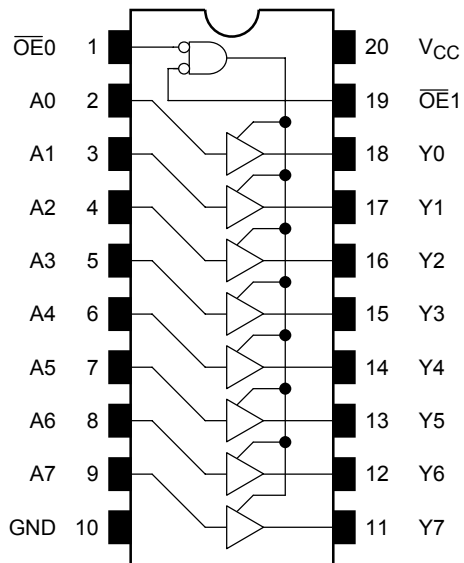 O̅E̅0 1 20 VCC
A0 2 19 O̅E̅1
A1 3 18 Y0
A2 4 17 Y1
A3 5 16 Y2
A4 6 15 Y3
A5 7 14 Y4
A6 8 13 Y5
A7 9 12 Y6
GND 10 11 Y7